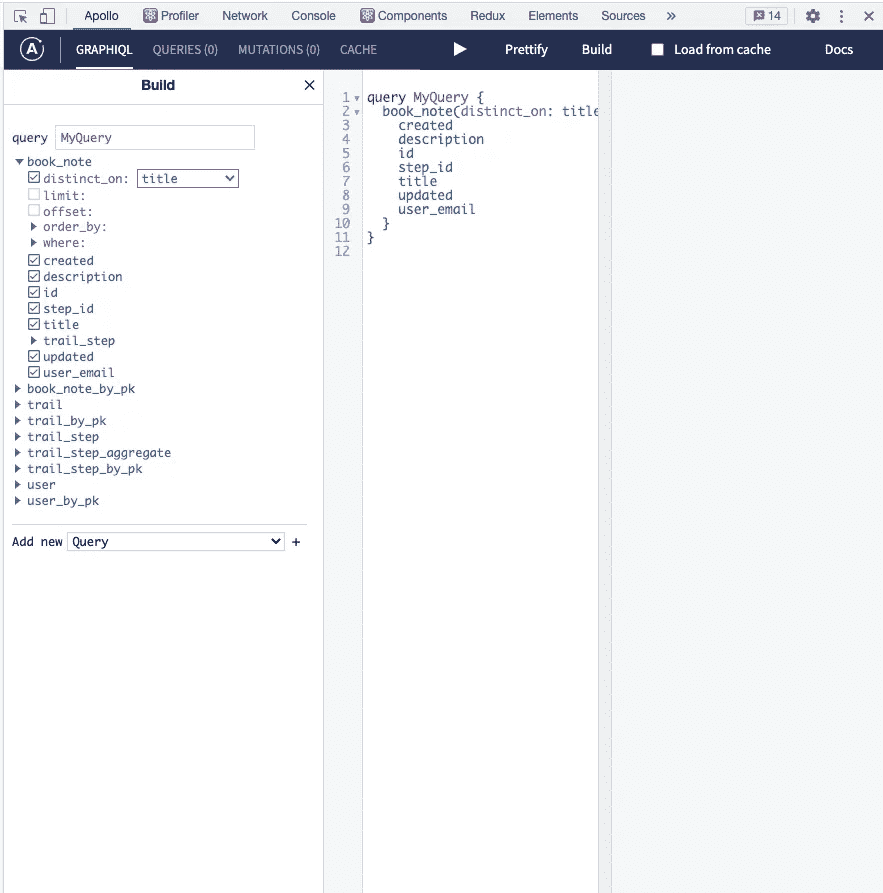 Apollo Profiler Network Console Components Redux Elements Sources » 14
GRAPHIQL QUERIES (0) MUTATIONS (0) CACHE Prettify Build Load from cache Docs
Build
query MyQuery
book_note
distinct_on: title
limit:
offset:
order_by:
where:
created
description
id
step_id
title
trail_step
updated
user_email
book_note_by_pk
trail
trail_by_pk
trail_step
trail_step_aggregate
trail_step_by_pk
user
user_by_pk
Add new Query +
1 query MyQuery {
2 book_note(distinct_on: title
3 created
4 description
5 id
6 step_id
7 title
8 updated
9 user_email
10 }
11 }
12